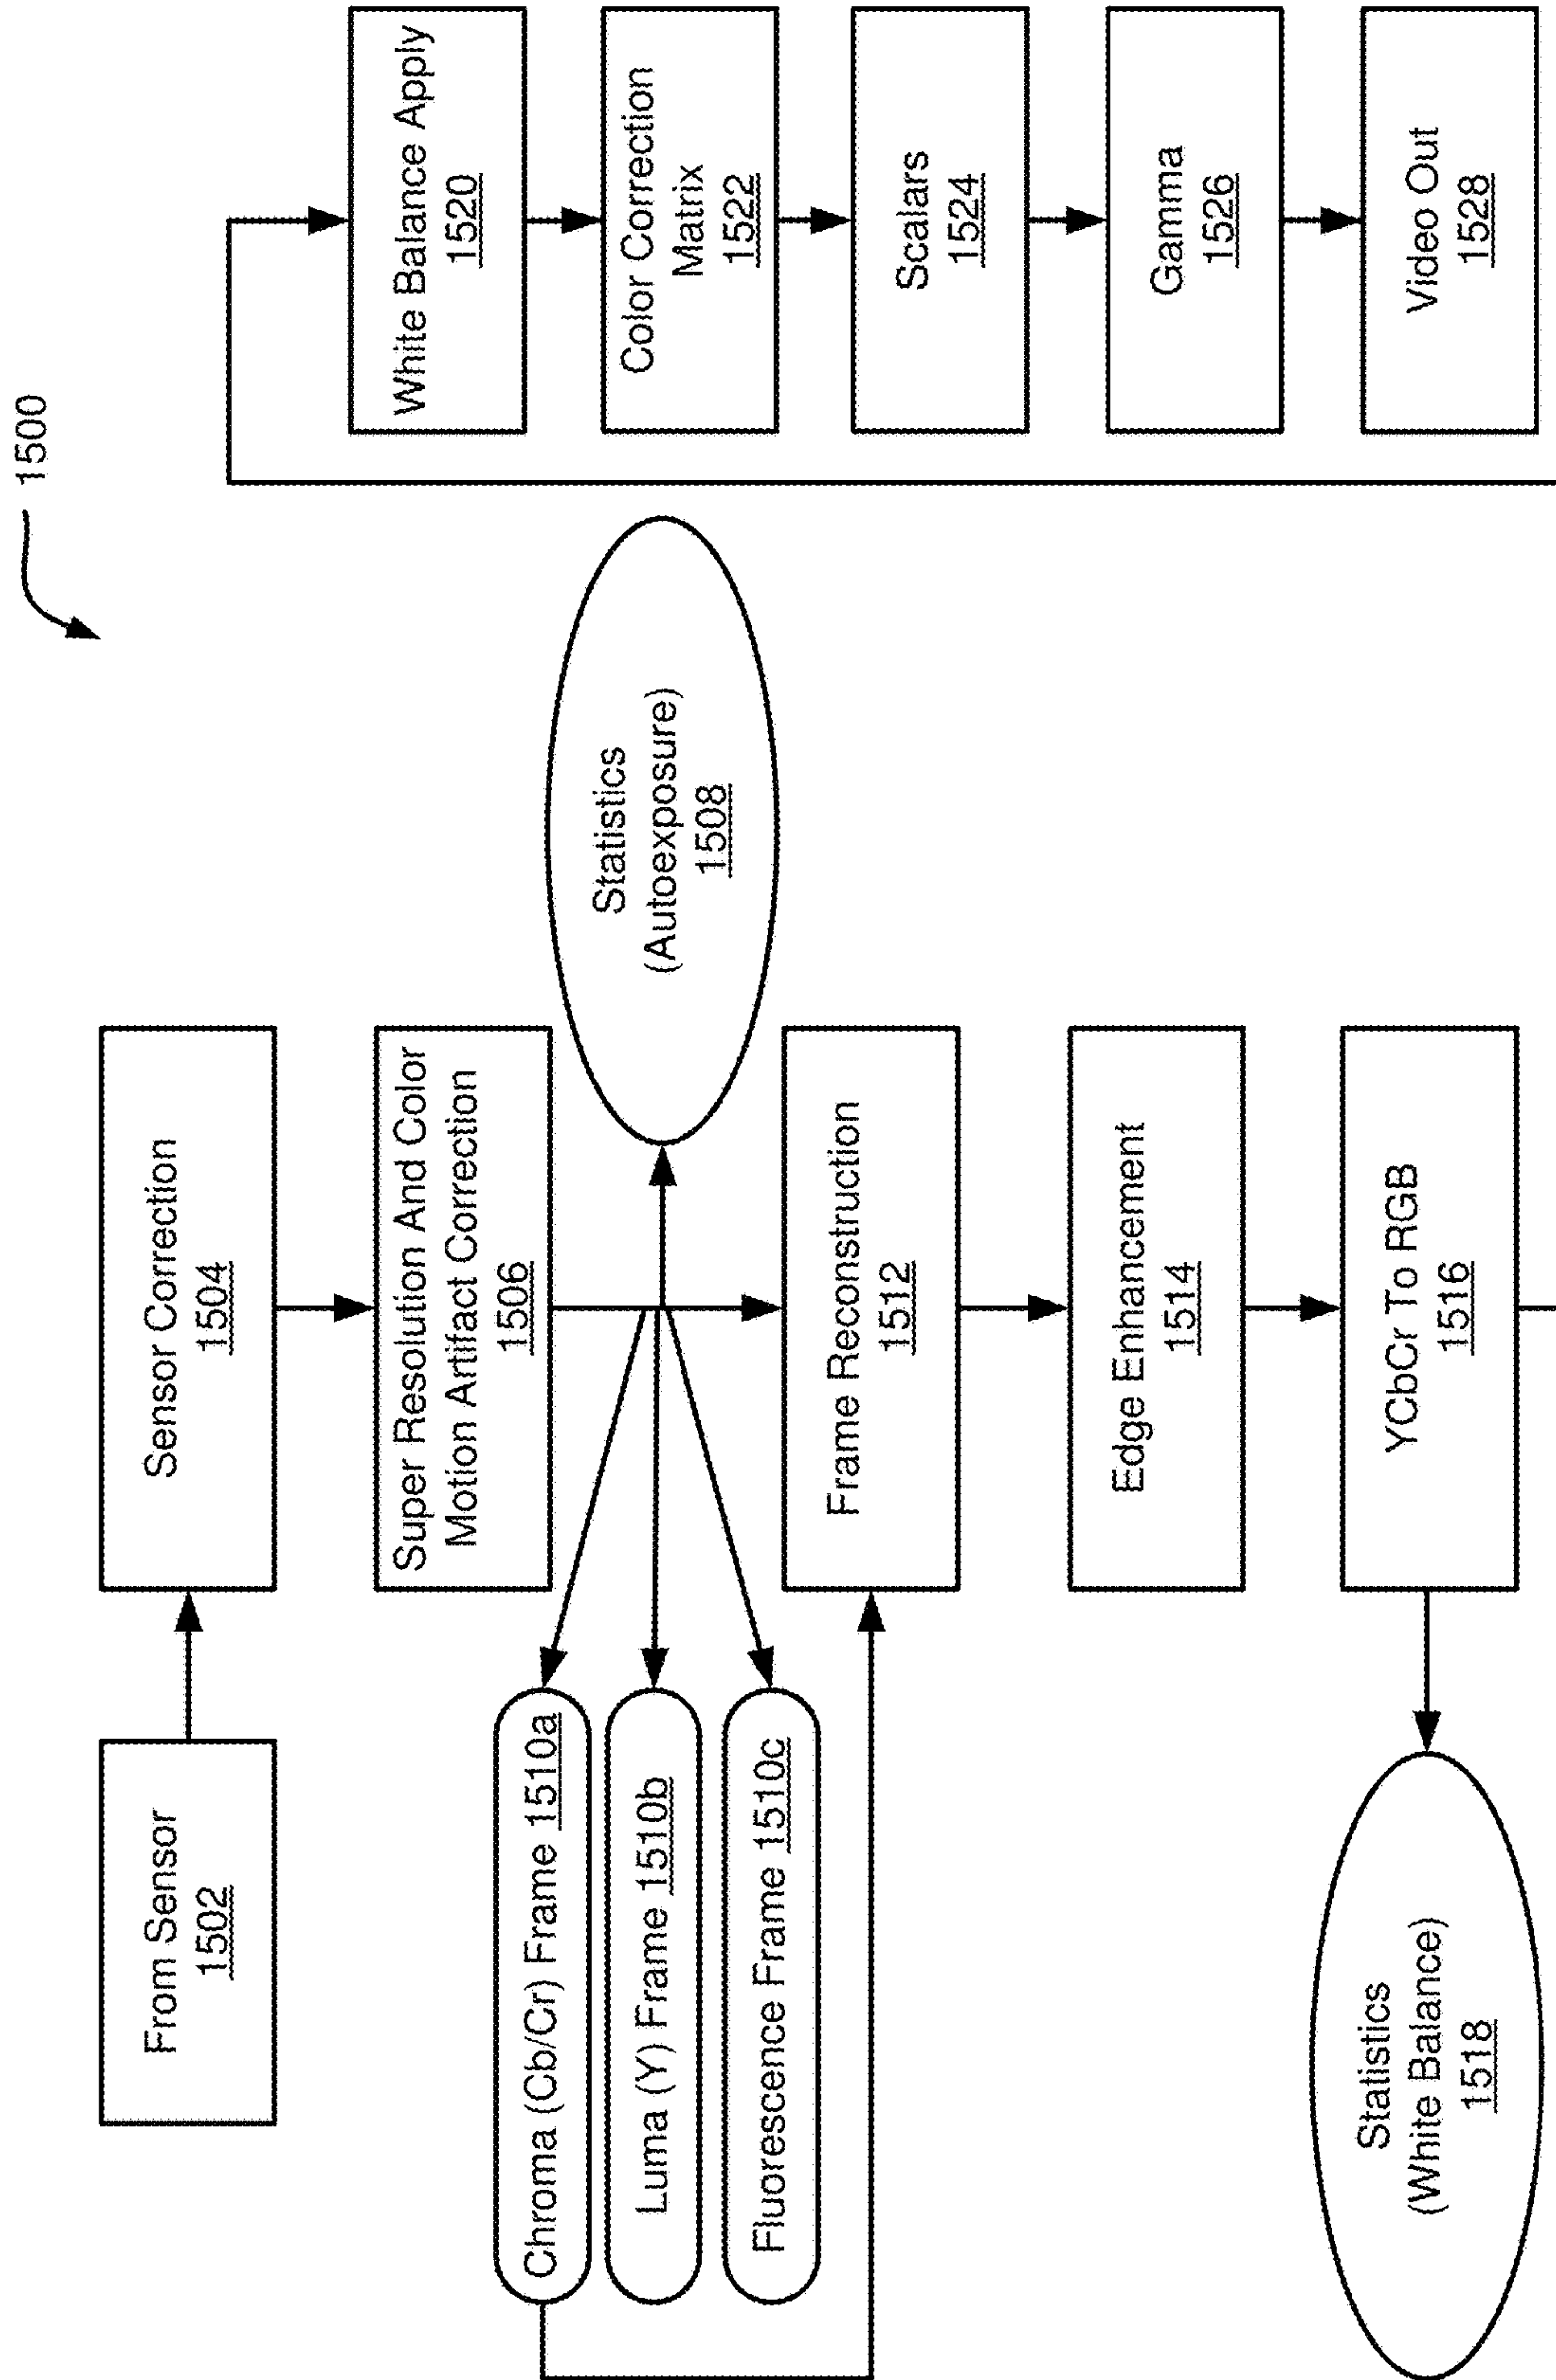 1500
From Sensor
1502
Sensor Correction
1504
Super Resolution And Color
Motion Artifact Correction
1506
Statistics
(Autoexposure)
1508
Chroma (Cb/Cr) Frame 1510a
Luma (Y) Frame 1510b
Fluorescence Frame 1510c
Frame Reconstruction
1512
Edge Enhancement
1514
YCbCr To RGB
1516
Statistics
(White Balance)
1518
White Balance Apply
1520
Color Correction
Matrix
1522
Scalars
1524
Gamma
1526
Video Out
1528